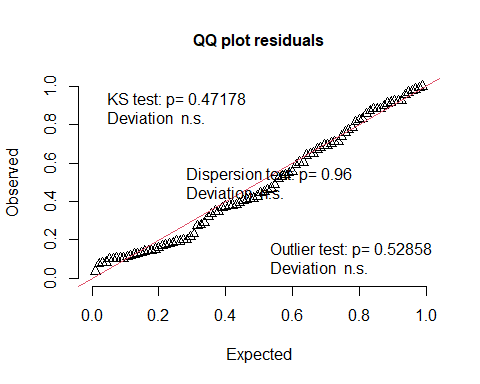 QQ plot residuals
KS test: p= 0.47178
Deviation n.s.
Dispersion test: p= 0.96
Deviation n.s.
Outlier test: p= 0.52858
Deviation n.s.
Observed
0.0 0.2 0.4 0.6 0.8 1.0
0.0 0.2 0.4 0.6 0.8 1.0
Expected